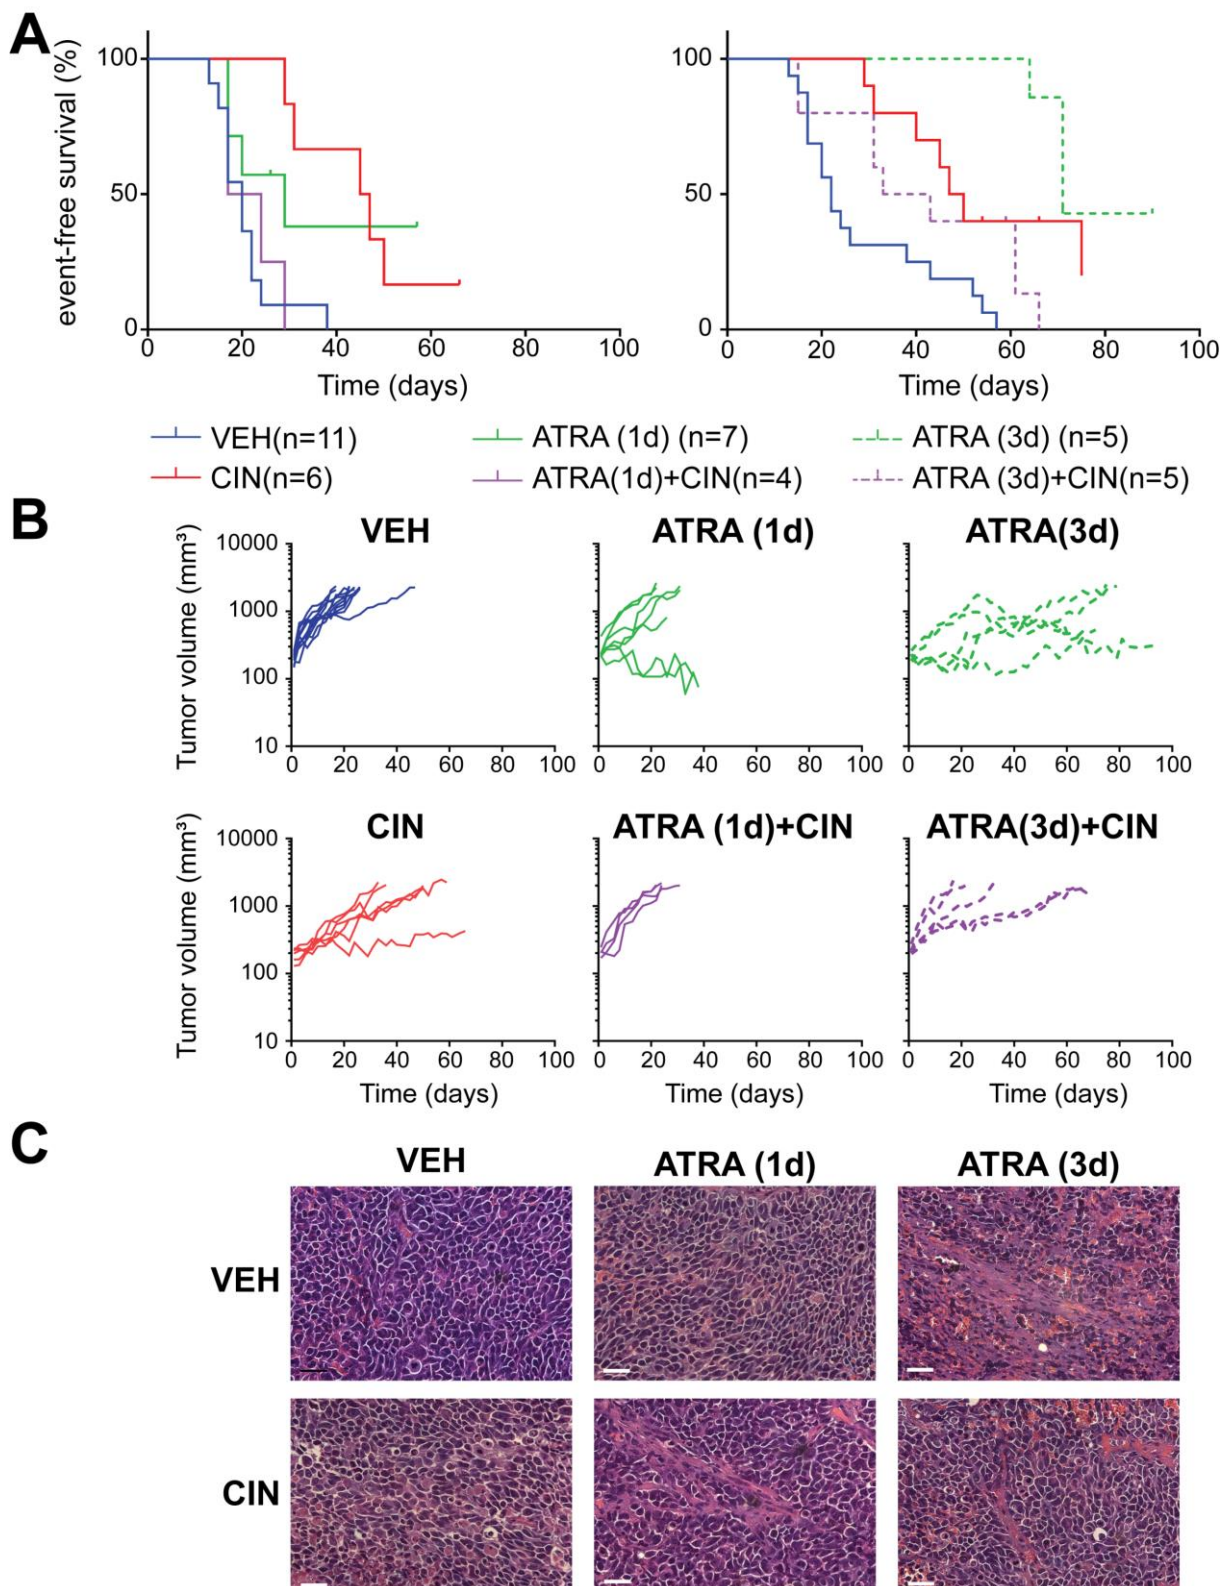 A
event-free survival (%)
100
50
0
0 20 40 60 80 100
Time (days)
100
50
0
0 20 40 60 80 100
Time (days)
VEH(n=11) ATRA (1d) (n=7) ATRA (3d) (n=5)
CIN(n=6) ATRA(1d)+CIN(n=4) ATRA (3d)+CIN(n=5)
B
VEH ATRA (1d) ATRA(3d)
Tumor volume (mm³)
10000
1000
100
10
0 20 40 60 80 100 0 20 40 60 80 100 0 20 40 60 80 100
CIN ATRA (1d)+CIN ATRA(3d)+CIN
Tumor volume (mm³)
10000
1000
100
10
0 20 40 60 80 100 0 20 40 60 80 100 0 20 40 60 80 100
Time (days) Time (days) Time (days)
C
VEH ATRA (1d) ATRA (3d)
VEH
CIN